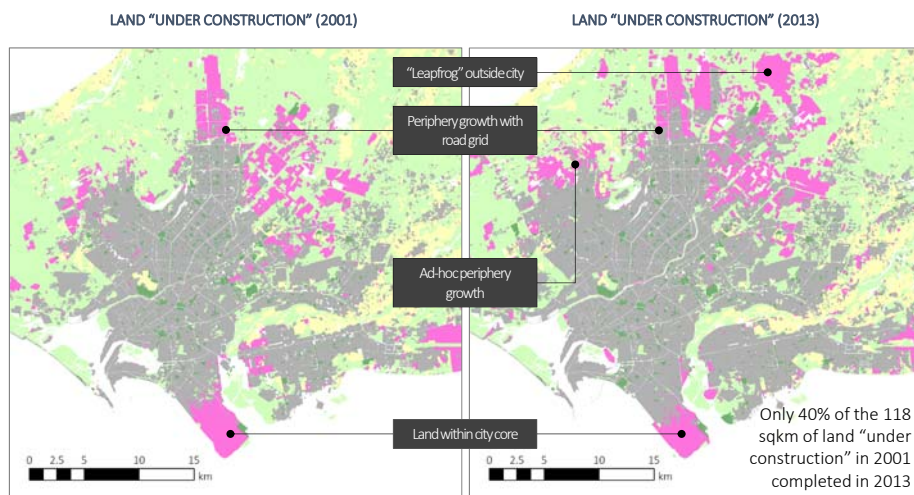 LAND “UNDER CONSTRUCTION” (2001)
LAND “UNDER CONSTRUCTION” (2013)
“Leapfrog” outside city
Periphery growth with
road grid
Ad-hoc periphery
growth
Land within city core
0 2.5 5 10 15
km
0 2.5 5 10 15
km
Only 40% of the 118
sqkm of land “under
construction” in 2001
completed in 2013